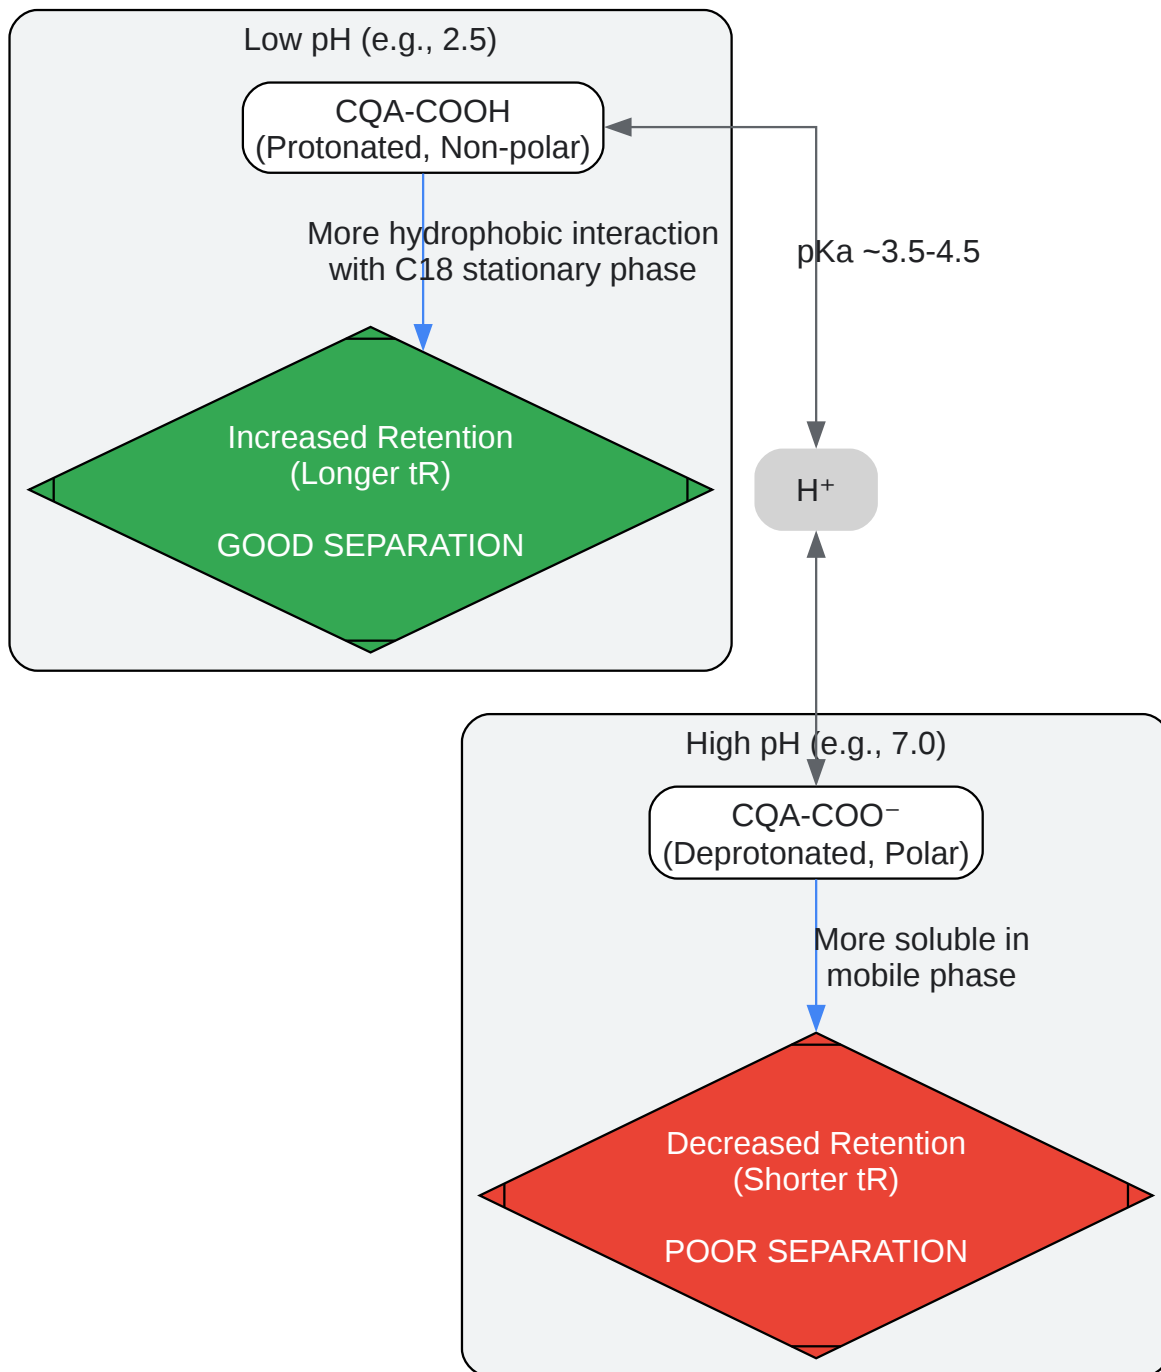 Low pH (e.g., 2.5)
CQA-COOH
(Protonated, Non-polar)
More hydrophobic interaction
with C18 stationary phase
pKa ~3.5-4.5
Increased Retention
(Longer tR)
GOOD SEPARATION
H⁺
High pH (e.g., 7.0)
CQA-COO⁻
(Deprotonated, Polar)
More soluble in
mobile phase
Decreased Retention
(Shorter tR)
POOR SEPARATION